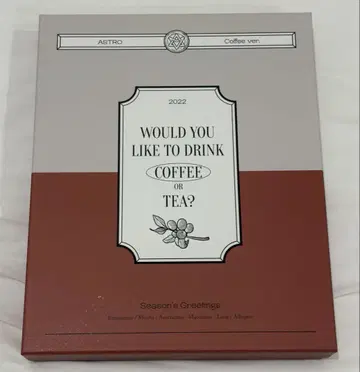 ASTRO Coffee ver.
2022
WOULD YOU
LIKE TO DRINK
COFFEE
OR
TEA?
Season's Greetings